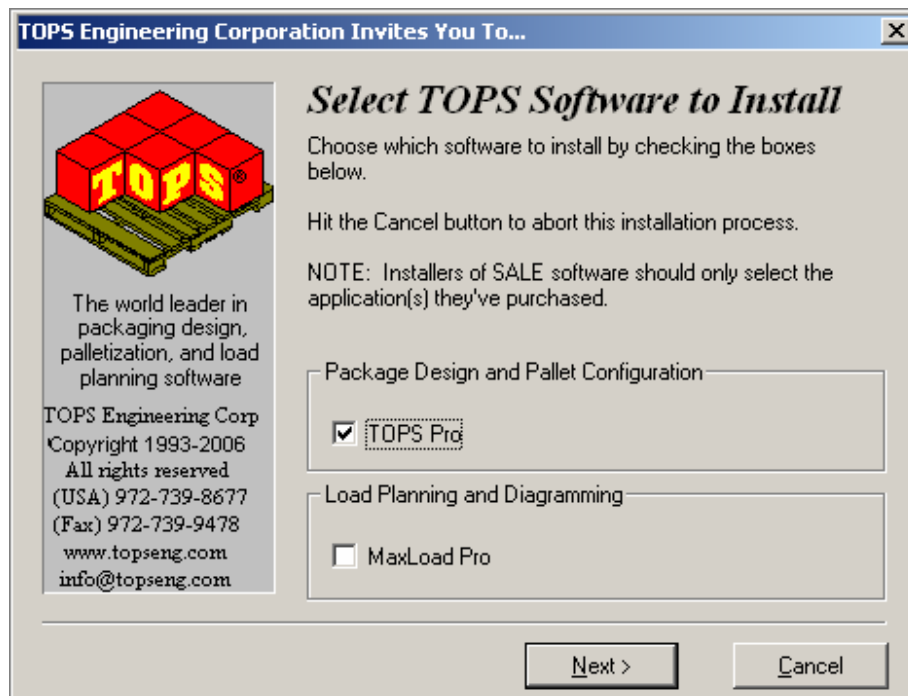 TOPS Engineering Corporation Invites You To...
TOPS®
The world leader in
packaging design,
palletization, and load
planning software
TOPS Engineering Corp
Copyright 1993-2006
All rights reserved
(USA) 972-739-8677
(Fax) 972-739-9478
www.topseng.com
info@topseng.com
Select TOPS Software to Install
Choose which software to install by checking the boxes
below.
Hit the Cancel button to abort this installation process.
NOTE:  Installers of SALE software should only select the
application(s) they've purchased.
Package Design and Pallet Configuration
TOPS Pro
Load Planning and Diagramming
MaxLoad Pro
Next >
Cancel